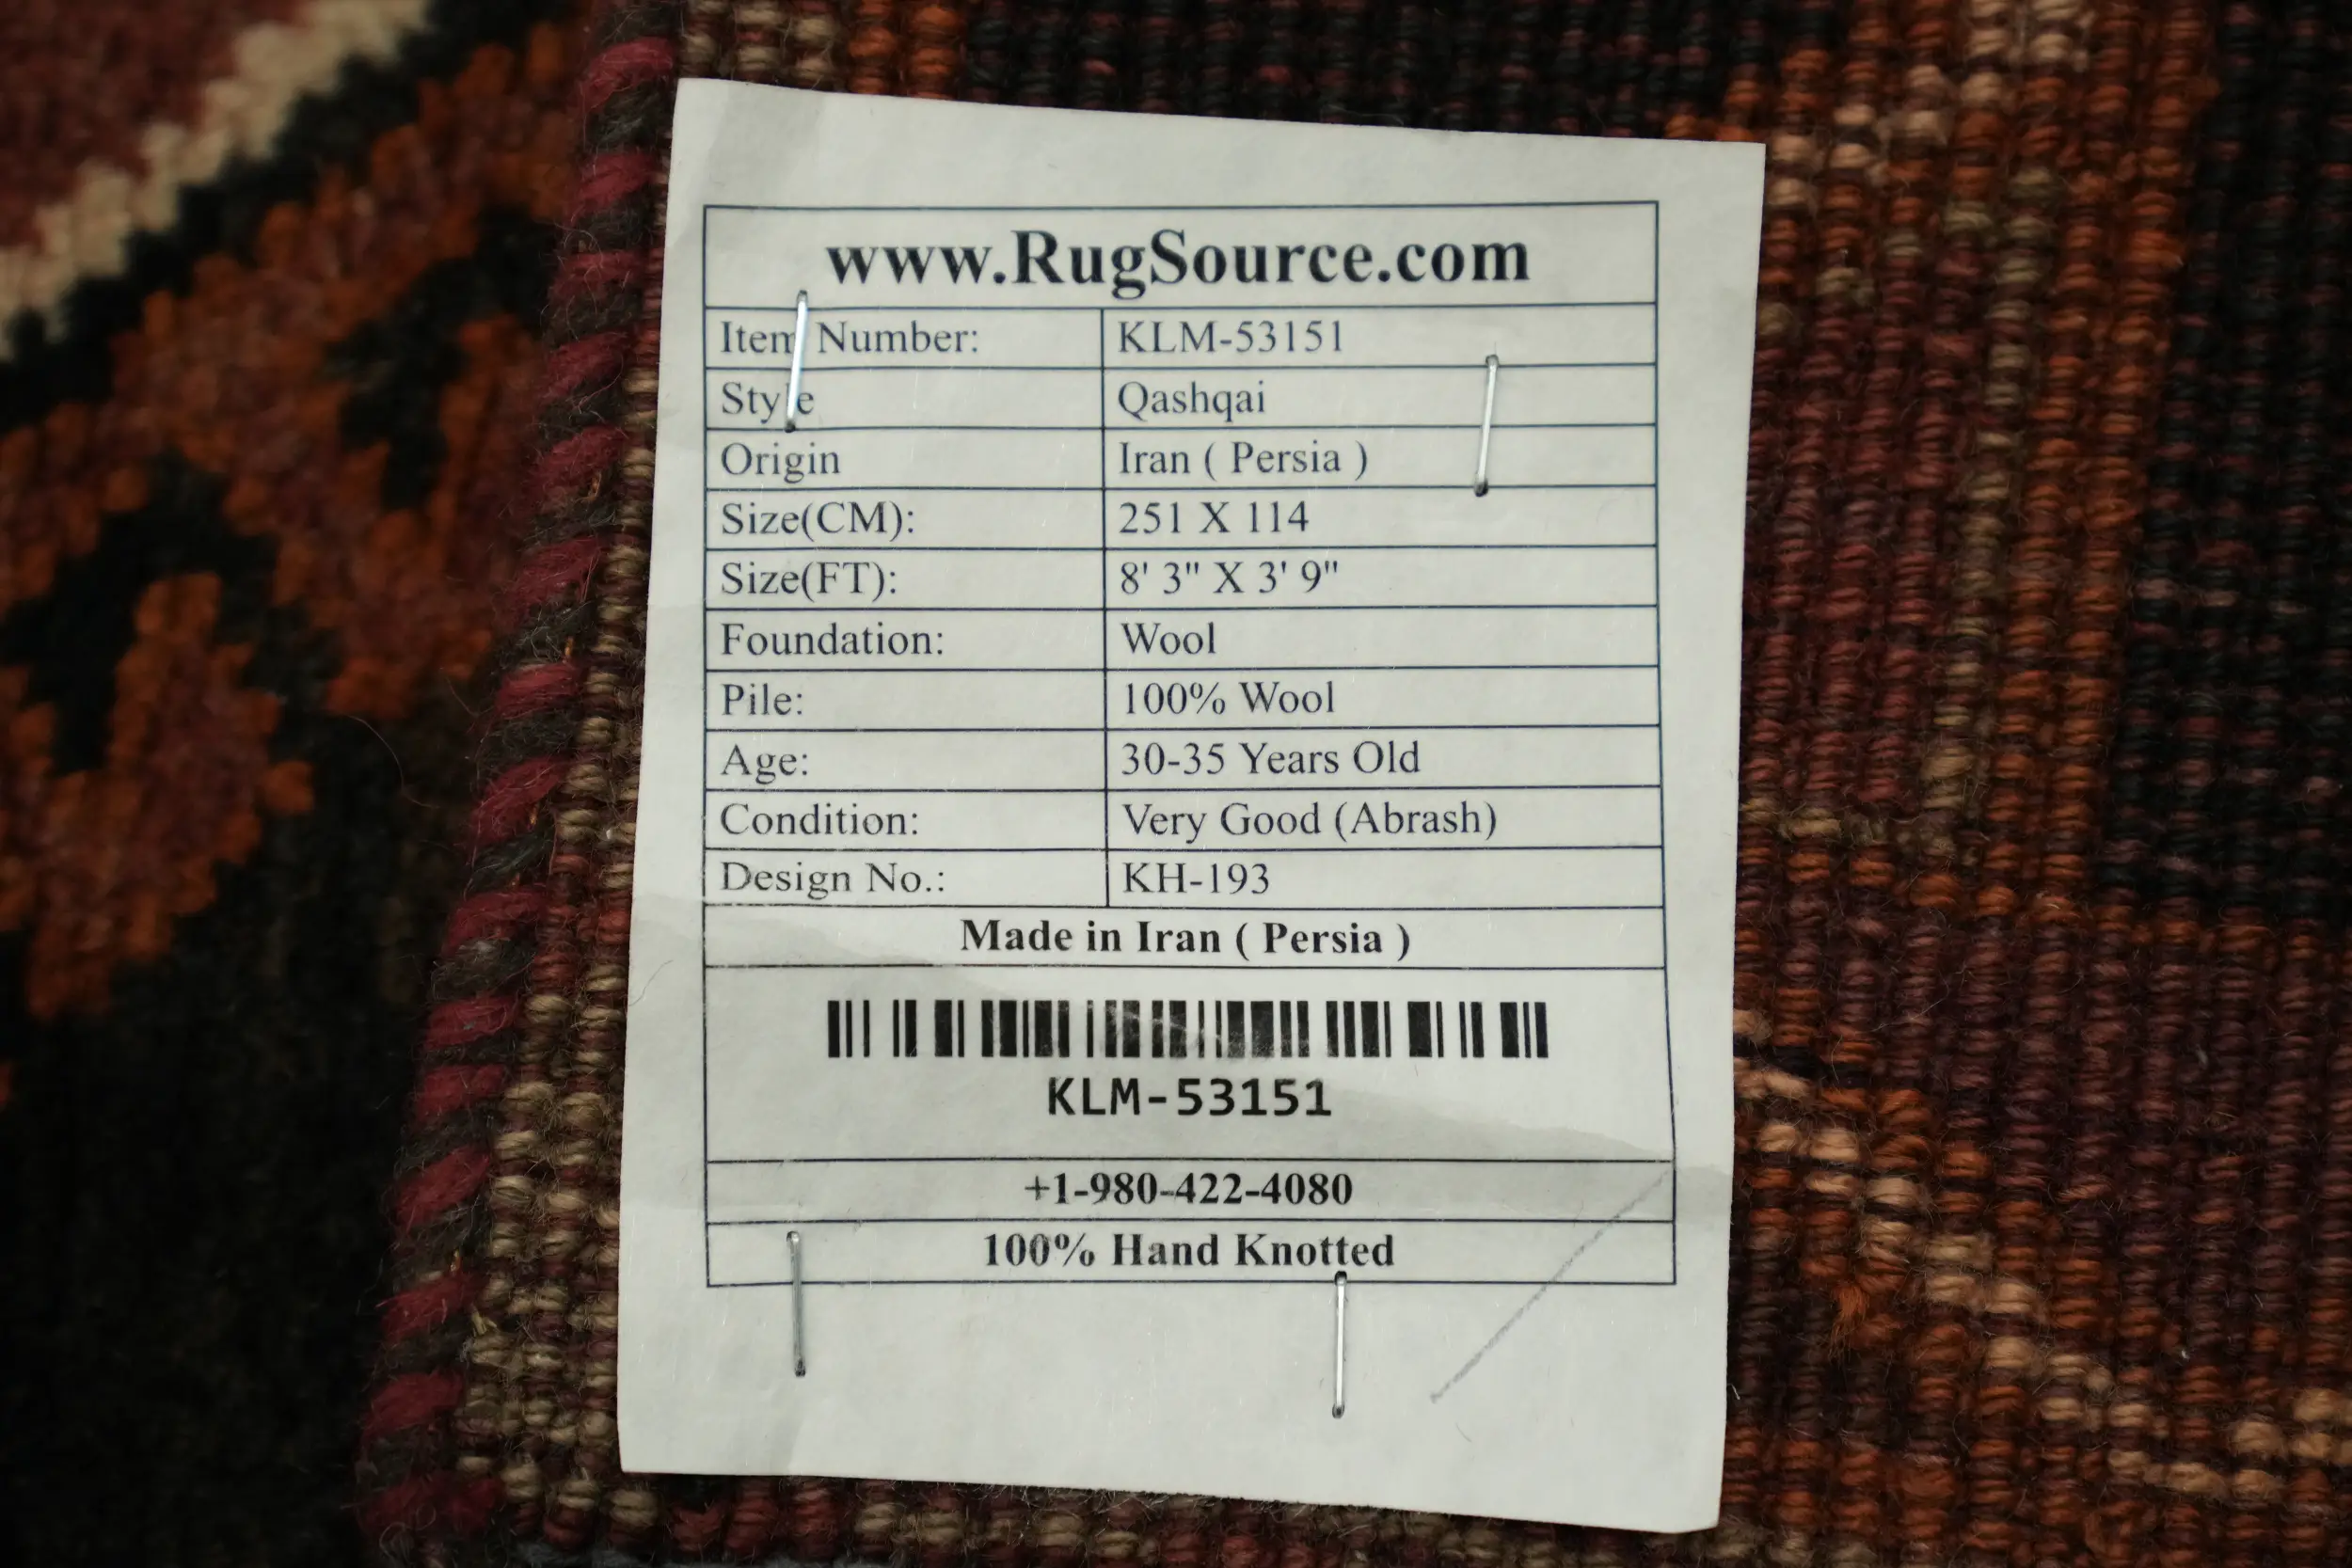 www.RugSource.com
Item Number: KLM-53151
Style Qashqai
Origin Iran ( Persia )
Size(CM): 251 X 114
Size(FT): 8' 3" X 3' 9"
Foundation: Wool
Pile: 100% Wool
Age: 30-35 Years Old
Condition: Very Good (Abrash)
Design No.: KH-193
Made in Iran ( Persia )
KLM-53151
+1-980-422-4080
100% Hand Knotted